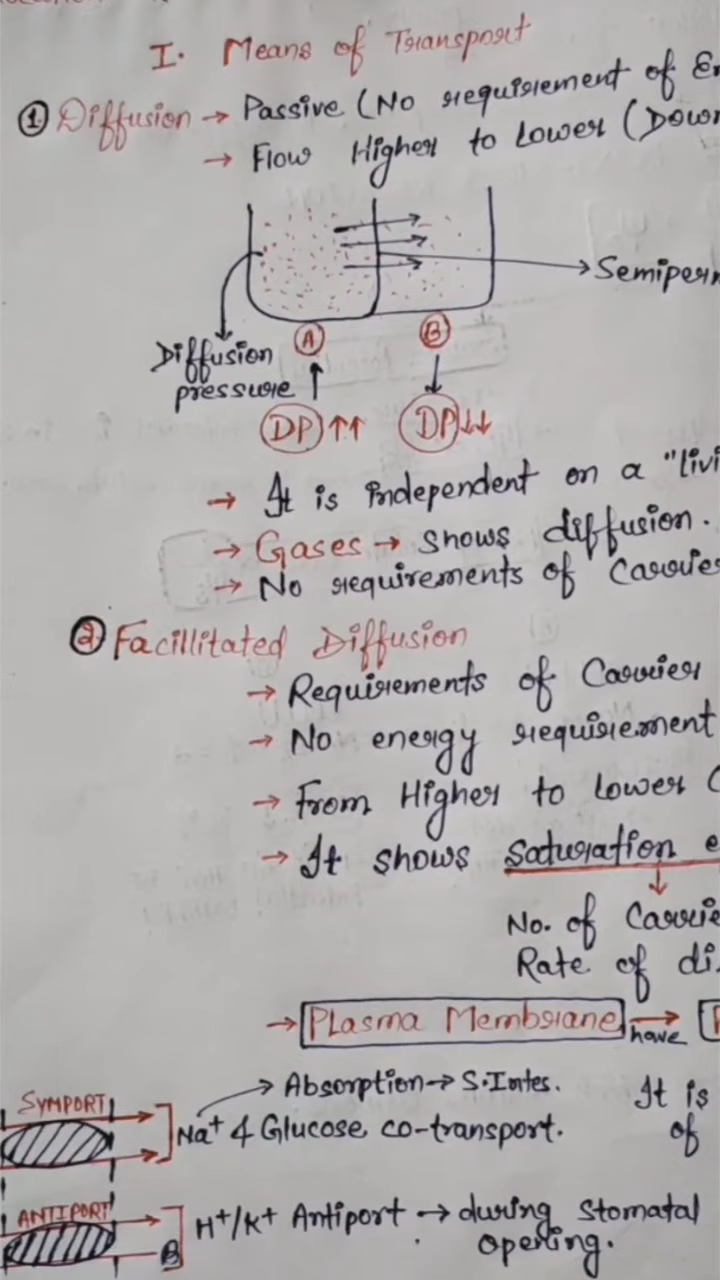 I. Means of Transport
① Diffusion → Passive (No requirement of
→ Flow Higher to Lower (
→ Semiperm
Diffusion
pressure
A B
DP ↑↑ DP ↓↓
→ It is independent on a "livi
→ Gases → shows diffusion.
→ No requirements of Carrie
② Facillitated Diffusion
→ Requirements of Carrier
→ No energy requirement
→ From Higher to Lower (
→ It shows Saturation e
↓
No. of Carrie
Rate of di
→ Plasma Membrane → have
→ Absorption → S. Intes. It is
SYMPORT
Na+ & Glucose co-transport. of
ANTIPORT
H+/K+ Antiport → during Stomatal
B
Opening.